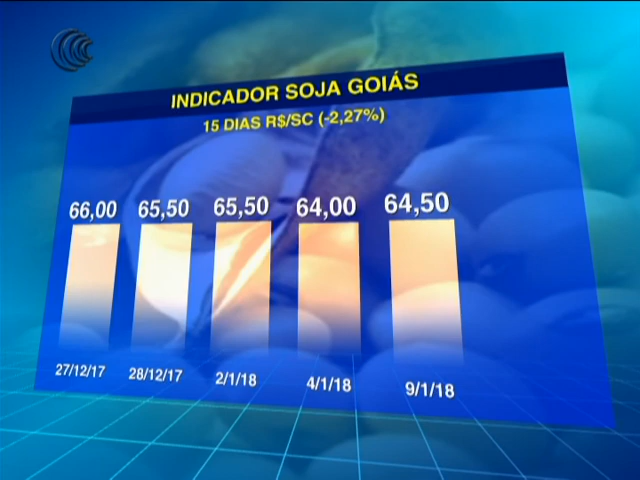 INDICADOR SOJA GOIÁS
15 DIAS R$/SC (-2,27%)
66,00 65,50 65,50 64,00 64,50
27/12/17 28/12/17 2/1/18 4/1/18 9/1/18